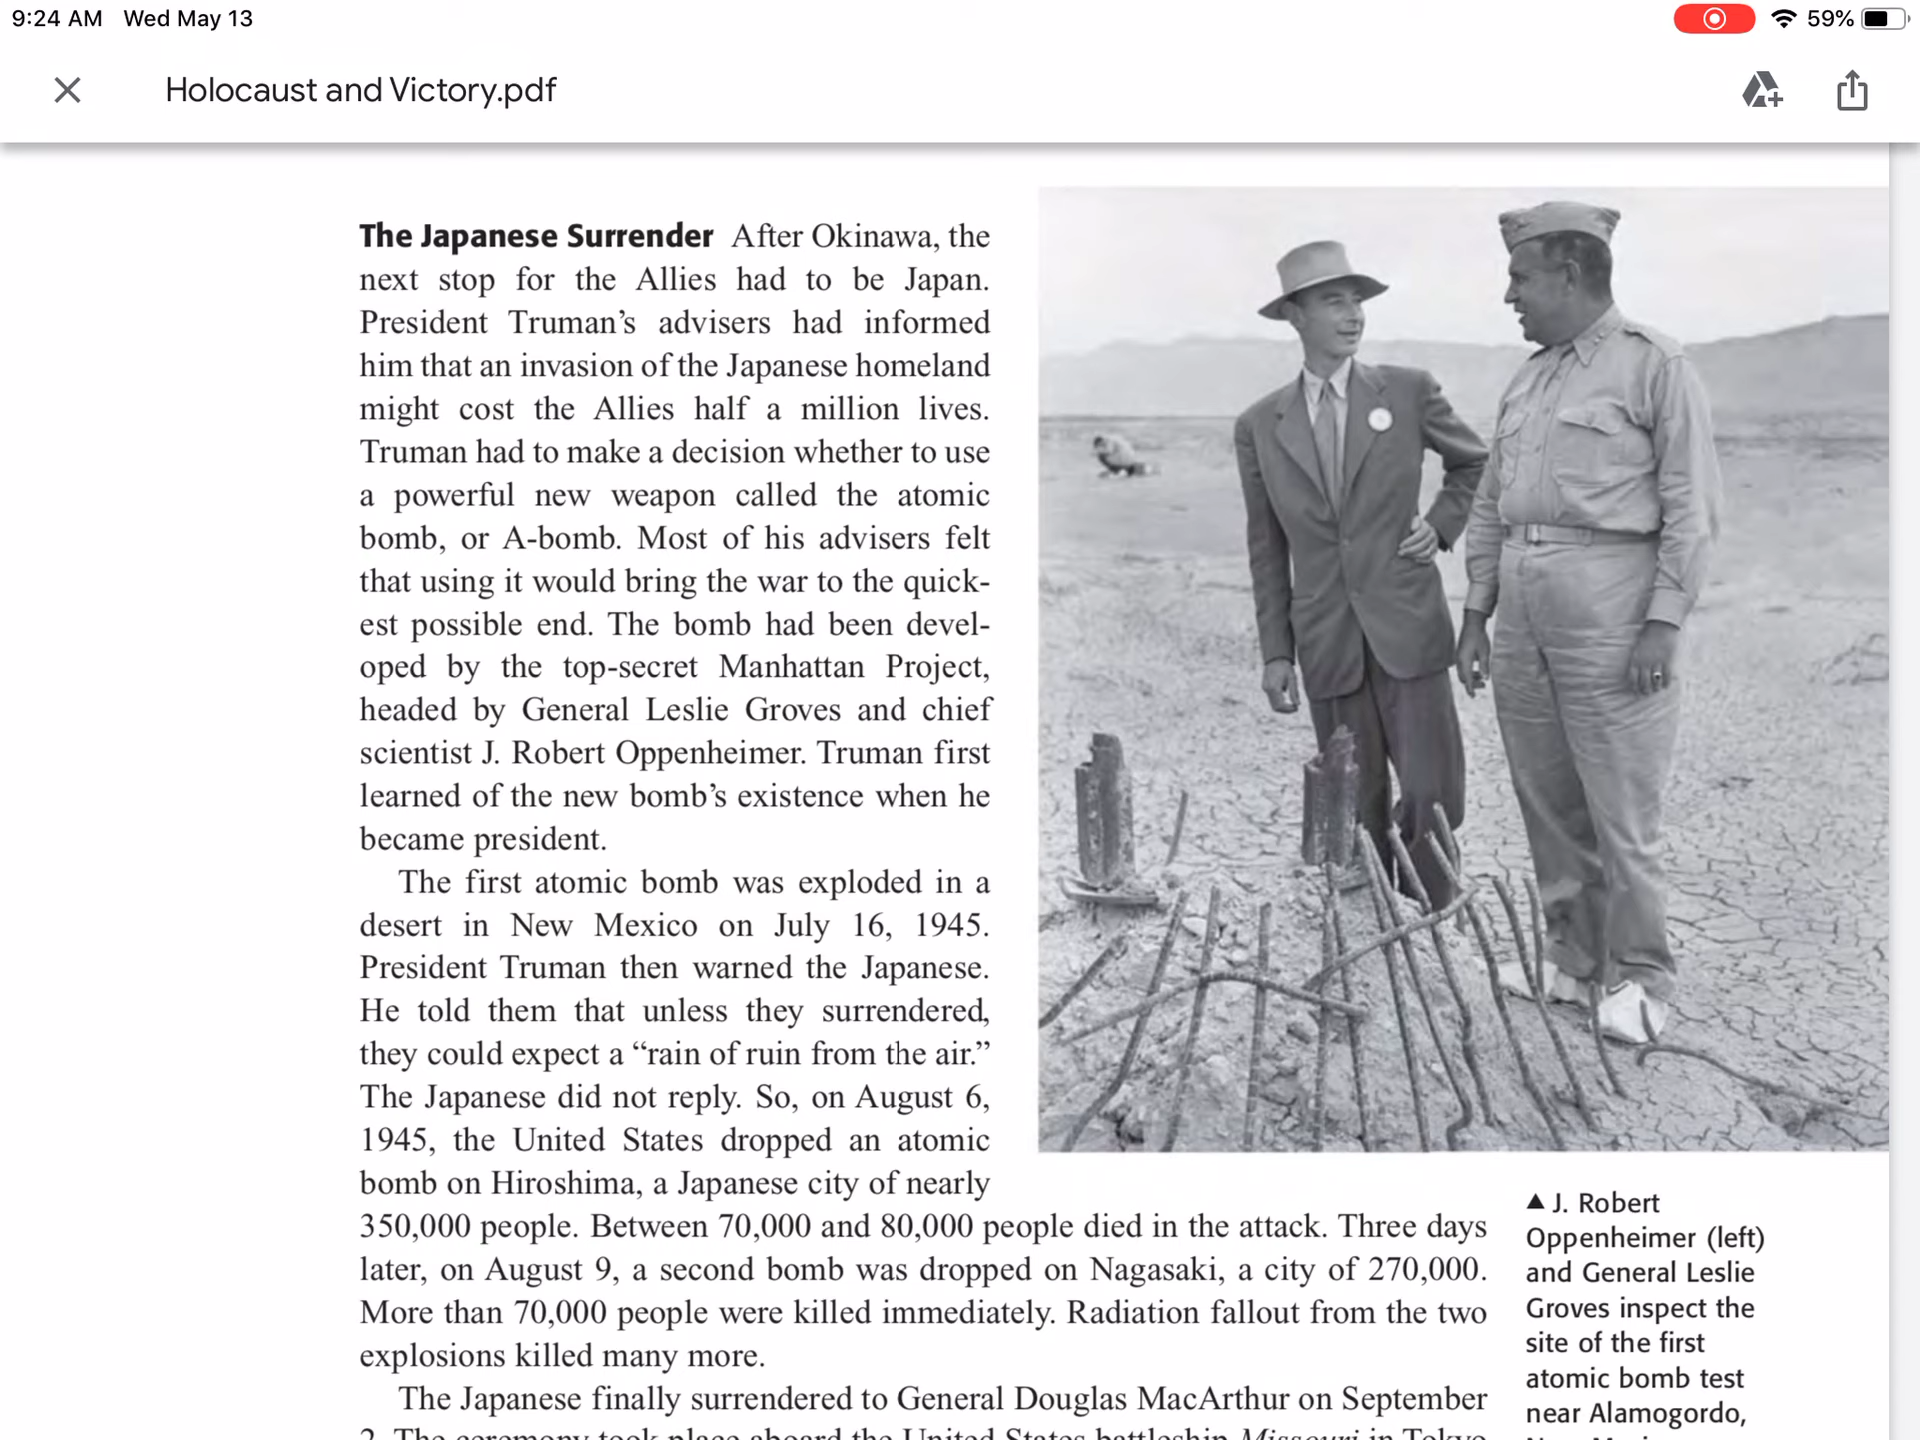 9:24 AM Wed May 13
59%
Holocaust and Victory.pdf
The Japanese Surrender After Okinawa, the
next stop for the Allies had to be Japan.
President Truman’s advisers had informed
him that an invasion of the Japanese homeland
might cost the Allies half a million lives.
Truman had to make a decision whether to use
a powerful new weapon called the atomic
bomb, or A-bomb. Most of his advisers felt
that using it would bring the war to the quick-
est possible end. The bomb had been devel-
oped by the top-secret Manhattan Project,
headed by General Leslie Groves and chief
scientist J. Robert Oppenheimer. Truman first
learned of the new bomb’s existence when he
became president.
The first atomic bomb was exploded in a
desert in New Mexico on July 16, 1945.
President Truman then warned the Japanese.
He told them that unless they surrendered,
they could expect a “rain of ruin from the air.”
The Japanese did not reply. So, on August 6,
1945, the United States dropped an atomic
bomb on Hiroshima, a Japanese city of nearly
350,000 people. Between 70,000 and 80,000 people died in the attack. Three days
later, on August 9, a second bomb was dropped on Nagasaki, a city of 270,000.
More than 70,000 people were killed immediately. Radiation fallout from the two
explosions killed many more.
The Japanese finally surrendered to General Douglas MacArthur on September
2. The ceremony took place aboard the United States battleship Missouri in Tokyo
▲ J. Robert
Oppenheimer (left)
and General Leslie
Groves inspect the
site of the first
atomic bomb test
near Alamogordo,